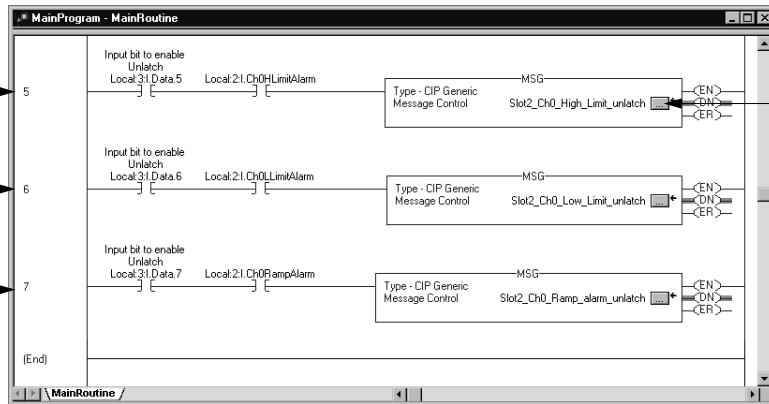 MainProgram - MainRoutine
Input bit to enable
Unlatch
Local:3:I.Data.5 Local:2:I.Ch0HLimitAlarm
5
MSG
Type - CIP Generic
Message Control Slot2_Ch0_High_Limit_unlatch ...
EN
DN
ER
Input bit to enable
Unlatch
Local:3:I.Data.6 Local:2:I.Ch0LLimitAlarm
6
MSG
Type - CIP Generic
Message Control Slot2_Ch0_Low_Limit_unlatch ...
EN
DN
ER
Input bit to enable
Unlatch
Local:3:I.Data.7 Local:2:I.Ch0RampAlarm
7
MSG
Type - CIP Generic
Message Control Slot2_Ch0_Ramp_alarm_unlatch ...
EN
DN
ER
(End)
MainRoutine